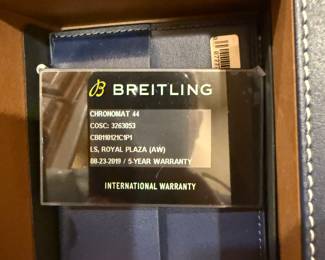 B BREITLING
CHRONOMAT 44
COSC: 3263053
CB0110121C1P1
LS, ROYAL PLAZA (AW)
08-23-2019 / 5-YEAR WARRANTY
INTERNATIONAL WARRANTY